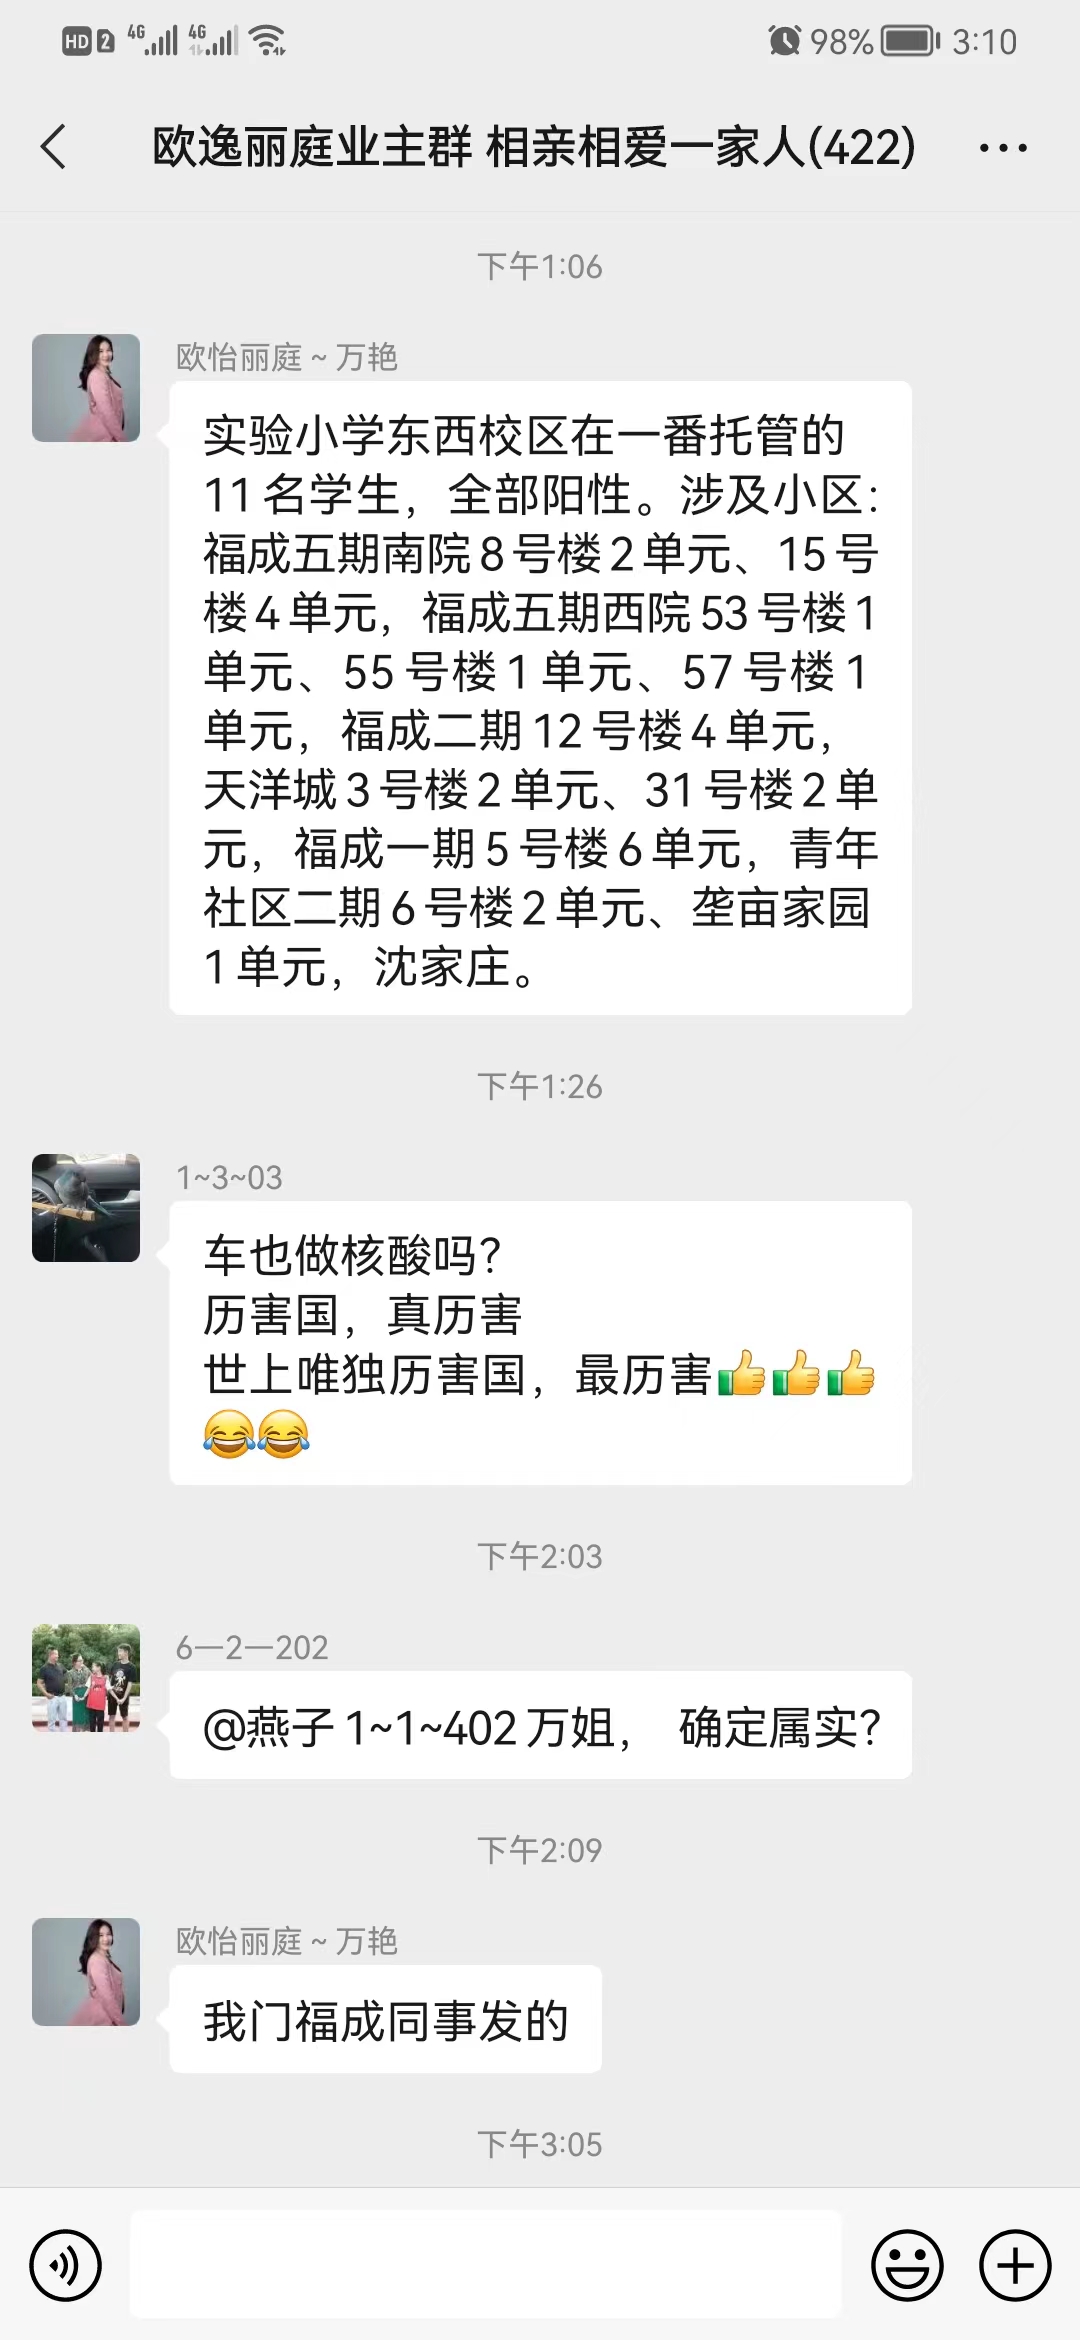 HD 2 4G 4G 98% 3:10
欧逸丽庭业主群 相亲相爱一家人(422)
下午1:06
欧怡丽庭 ~ 万艳
实验小学东西校区在一番托管的
11名学生，全部阳性。涉及小区：
福成五期南院8号楼2单元、15号
楼4单元，福成五期西院53号楼1
单元、55号楼1单元、57号楼1
单元，福成二期12号楼4单元，
天洋城3号楼2单元、31号楼2单
元，福成一期5号楼6单元，青年
社区二期6号楼2单元、垄亩家园
1单元，沈家庄。
下午1:26
1~3~03
车也做核酸吗？
历害国，真历害
世上唯独历害国，最历害👍👍👍
😂😂
下午2:03
6一2一202
@燕子1~1~402万姐， 确定属实？
下午2:09
欧怡丽庭 ~ 万艳
我门福成同事发的
下午3:05